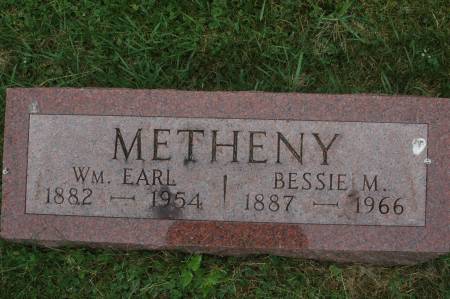 METHENY
WM. EARL | BESSIE M.
1882 — 1954 | 1887 — 1966